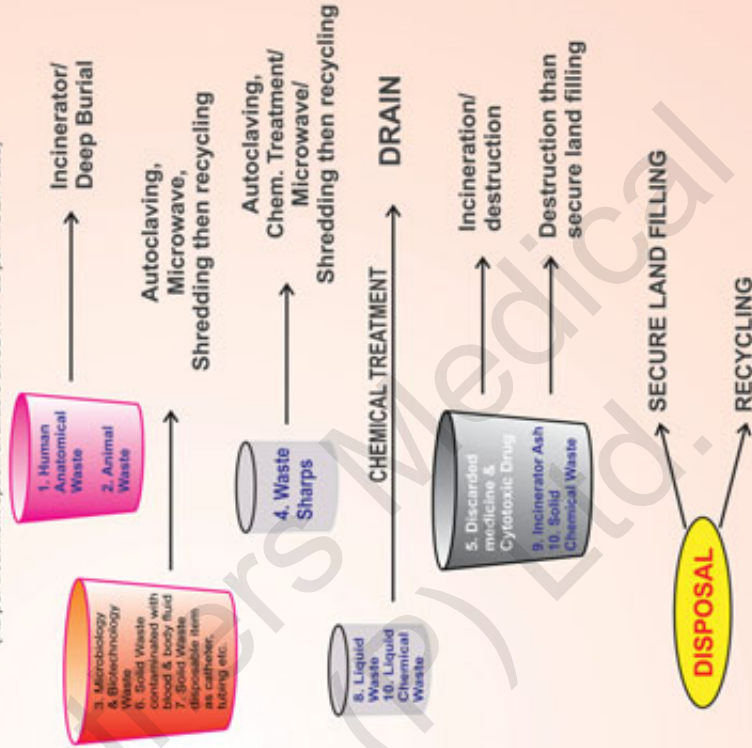 1. Human
Anatomical
Waste
2. Animal
Waste
Incinerator/
Deep Burial
3. Microbiology
& Biotechnology
Waste
6. Solid Waste
contaminated with
blood & body fluid
7. Solid Waste
disposable item
as catheter,
tubing etc.
Autoclaving,
Microwave,
Shredding then recycling
4. Waste
Sharps
Autoclaving,
Chem. Treatment/
Microwave/
Shredding then recycling
8. Liquid
Waste
10. Liquid
Chemical
Waste
CHEMICAL TREATMENT
DRAIN
5. Discarded
medicine &
Cytotoxic Drug
9. Incinerator Ash
10. Solid
Chemical Waste
Incineration/
destruction
Destruction than
secure land filling
DISPOSAL
SECURE LAND FILLING
RECYCLING
thers Medical
(P) Ltd.